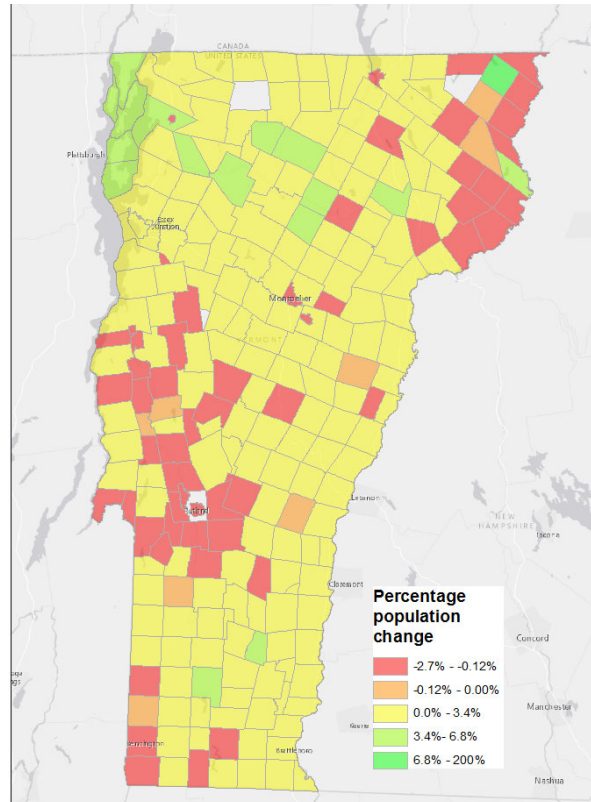 CANADA
UNITED STATES
Plattsburgh
Essex
Junction
Montpelier
VERMONT
Rutland
Lebanon
NEW
HAMPSHIRE
Laconia
Claremont
Percentage
population
change
-2.7% - -0.12%
-0.12% - 0.00%
0.0% - 3.4%
3.4%- 6.8%
6.8% - 200%
Concord
Manchester
Keene
Bennington
Brattleboro
Nashua